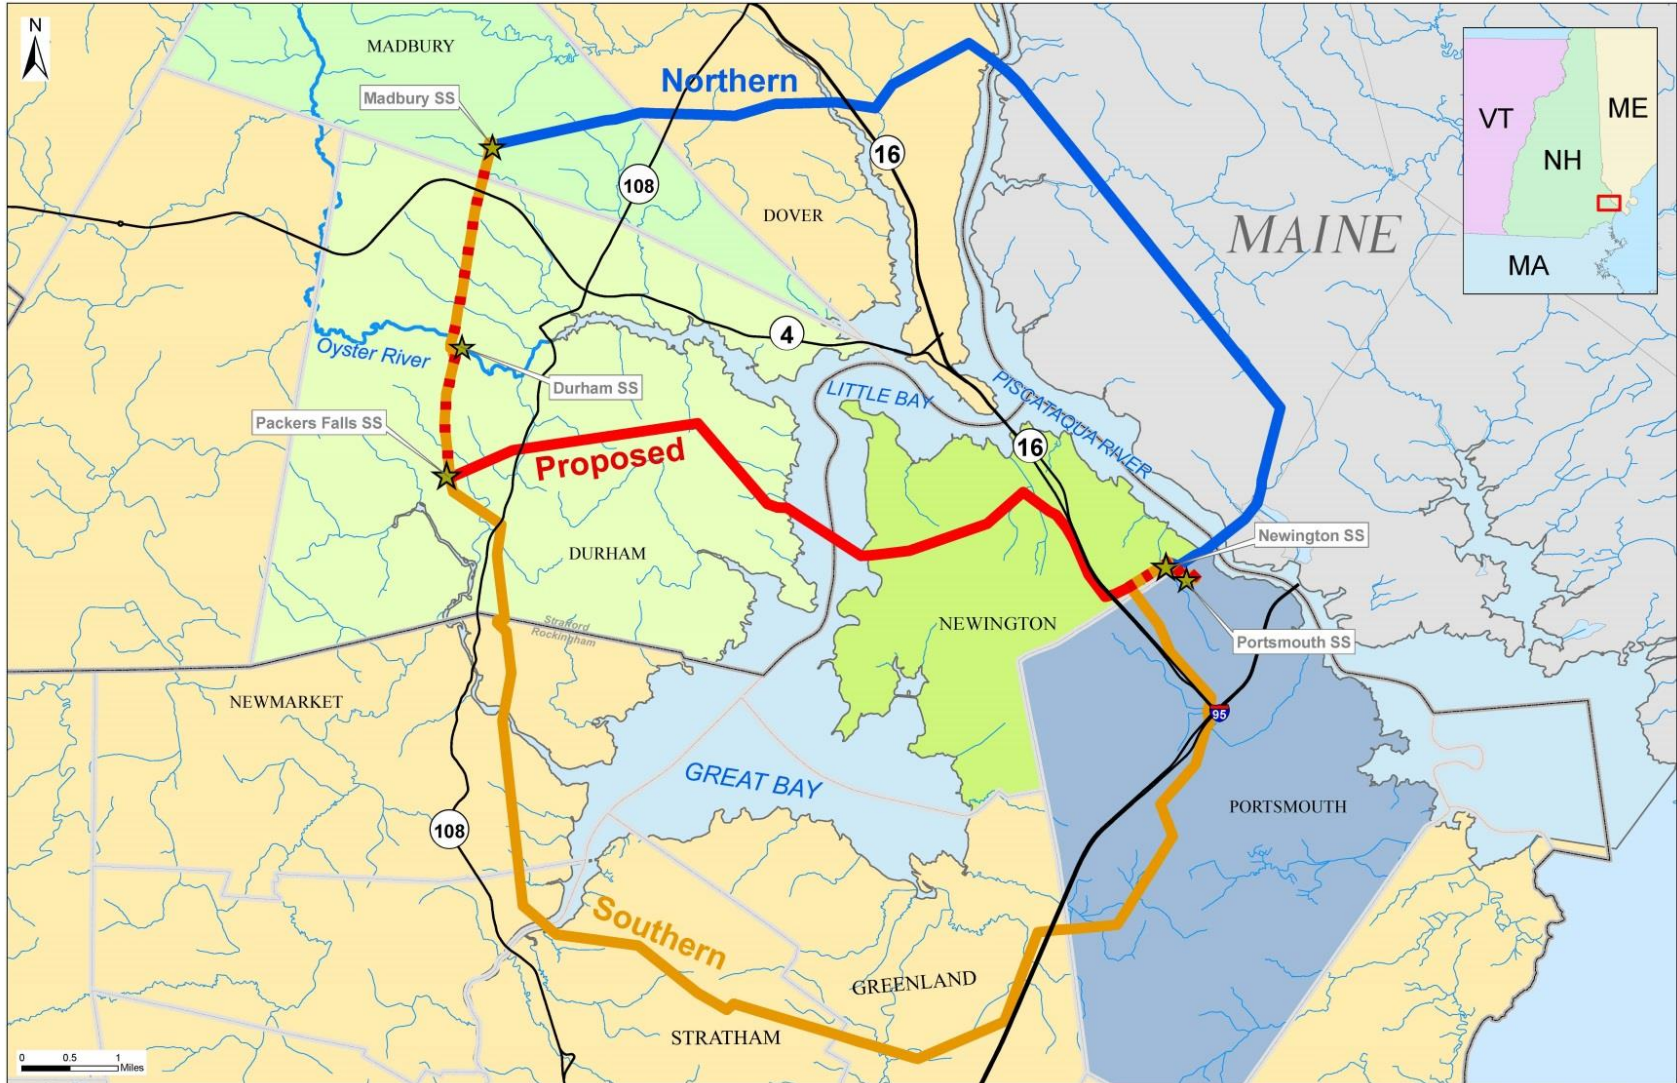 N
MADBURY
Madbury SS
Northern
16
108
DOVER
MAINE
VT
NH
ME
MA
4
Oyster River
Durham SS
LITTLE BAY
PISCATAQUA RIVER
Packers Falls SS
Proposed
16
DURHAM
Newington SS
NEWINGTON
Strafford
Rockingham
Portsmouth SS
NEWMARKET
95
GREAT BAY
PORTSMOUTH
108
Southern
GREENLAND
STRATHAM
0 0.5 1
Miles